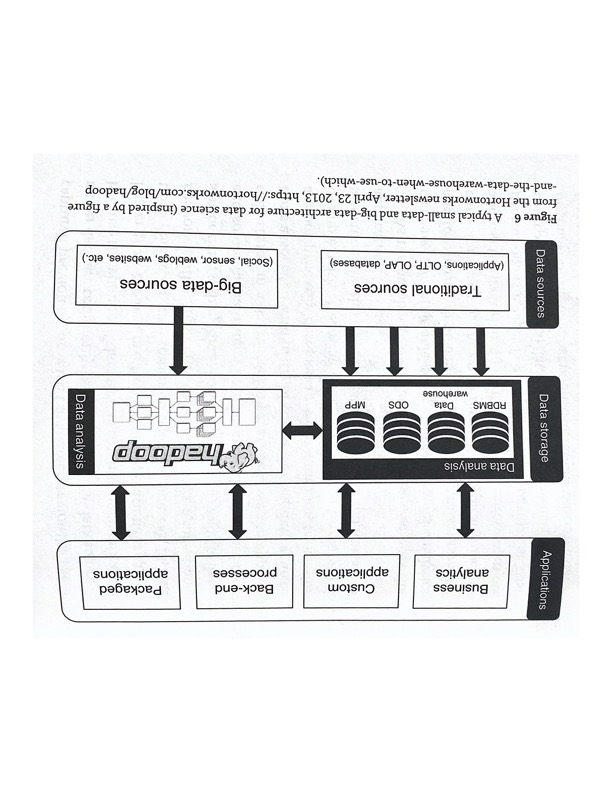 Applications
Business
analytics
Custom
applications
Back-end
processes
Packaged
applications
Data storage
Data analysis
RDBMS
Data
warehouse
ODS
MPP
hadoop
Data analysis
Data sources
Traditional sources
(Applications, OLTP, OLAP, databases)
Big-data sources
(Social, sensor, weblogs, websites, etc.)
Figure 6 A typical small-data and big-data architecture for data science (inspired by a figure
from the Hortonworks newsletter, April 23, 2013, https://hortonworks.com/blog/hadoop
-and-the-data-warehouse-when-to-use-which).